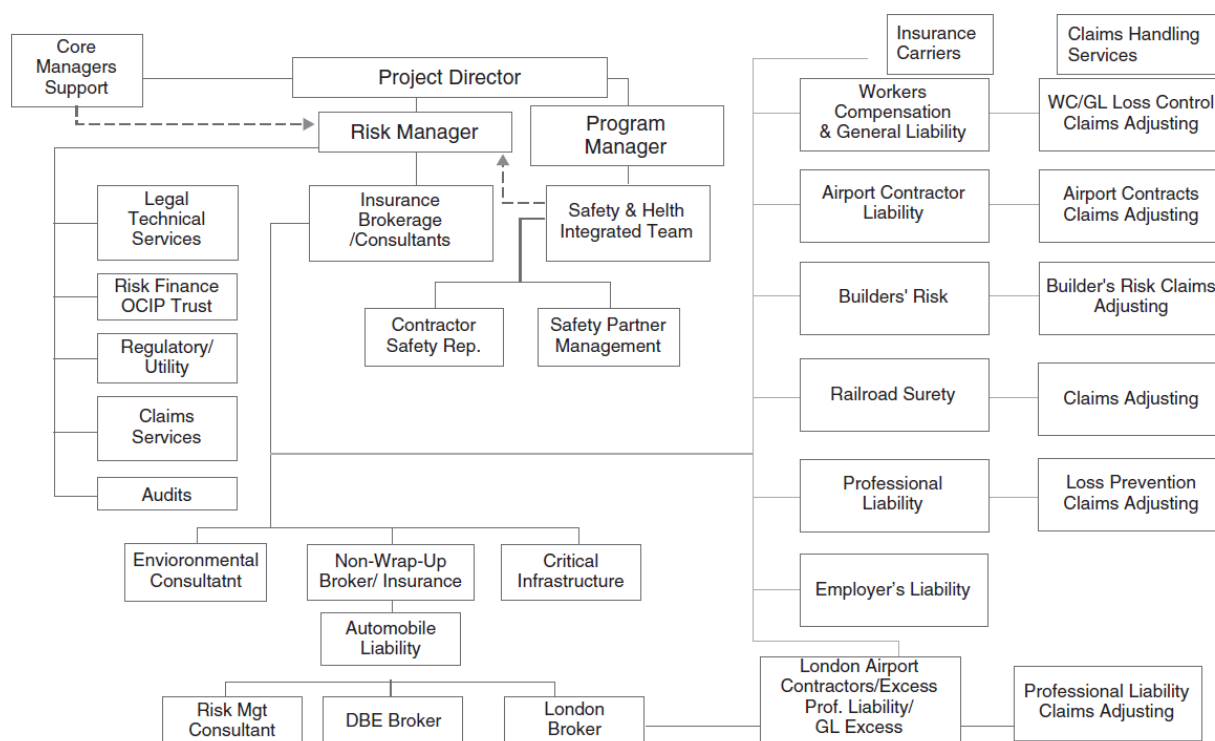 Core
Managers
Support
Project Director
Risk Manager
Program
Manager
Legal
Technical
Services
Insurance
Brokerage
/Consultants
Safety & Helth
Integrated Team
Risk Finance
OCIP Trust
Contractor
Safety Rep.
Safety Partner
Management
Regulatory/
Utility
Claims
Services
Audits
Envioronmental
Consultatnt
Non-Wrap-Up
Broker/ Insurance
Critical
Infrastructure
Automobile
Liability
Risk Mgt
Consultant
DBE Broker
London
Broker
Insurance
Carriers
Claims Handling
Services
Workers
Compensation
& General Liability
WC/GL Loss Control
Claims Adjusting
Airport Contractor
Liability
Airport Contracts
Claims Adjusting
Builders' Risk
Builder's Risk Claims
Adjusting
Railroad Surety
Claims Adjusting
Professional
Liability
Loss Prevention
Claims Adjusting
Employer's Liability
London Airport
Contractors/Excess
Prof. Liability/
GL Excess
Professional Liability
Claims Adjusting